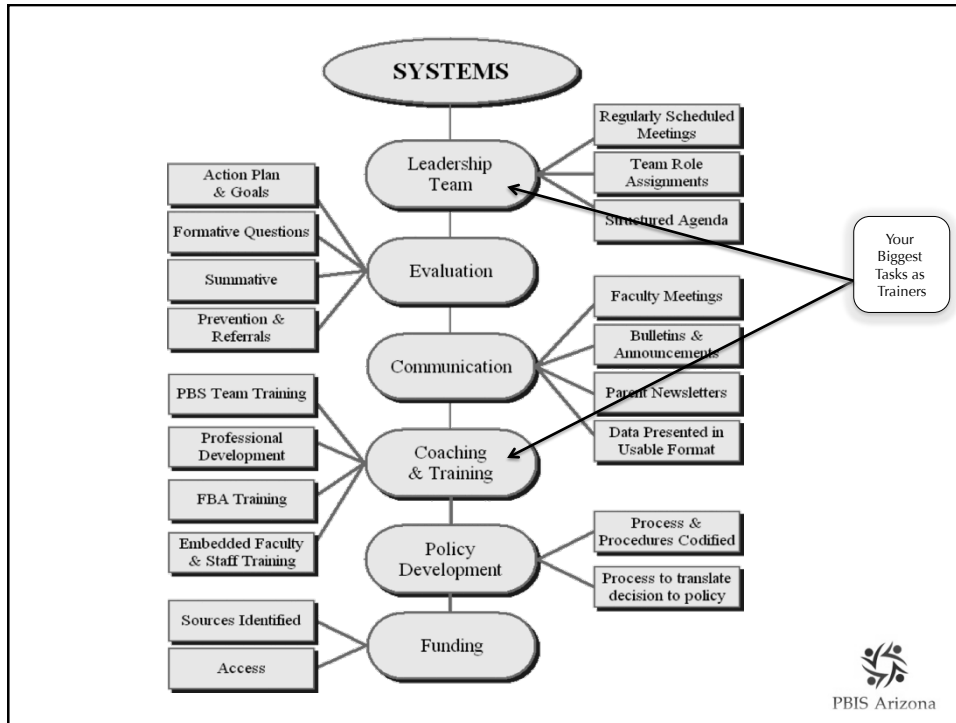 SYSTEMS
Leadership
Team
Regularly Scheduled
Meetings
Team Role
Assignments
Structured Agenda
Action Plan
& Goals
Formative Questions
Summative
Prevention &
Referrals
Evaluation
Your
Biggest
Tasks as
Trainers
Communication
Faculty Meetings
Bulletins &
Announcements
Parent Newsletters
Data Presented in
Usable Format
PBS Team Training
Professional
Development
FBA Training
Embedded Faculty
& Staff Training
Coaching
& Training
Policy
Development
Process &
Procedures Codified
Process to translate
decision to policy
Sources Identified
Access
Funding
PBIS Arizona